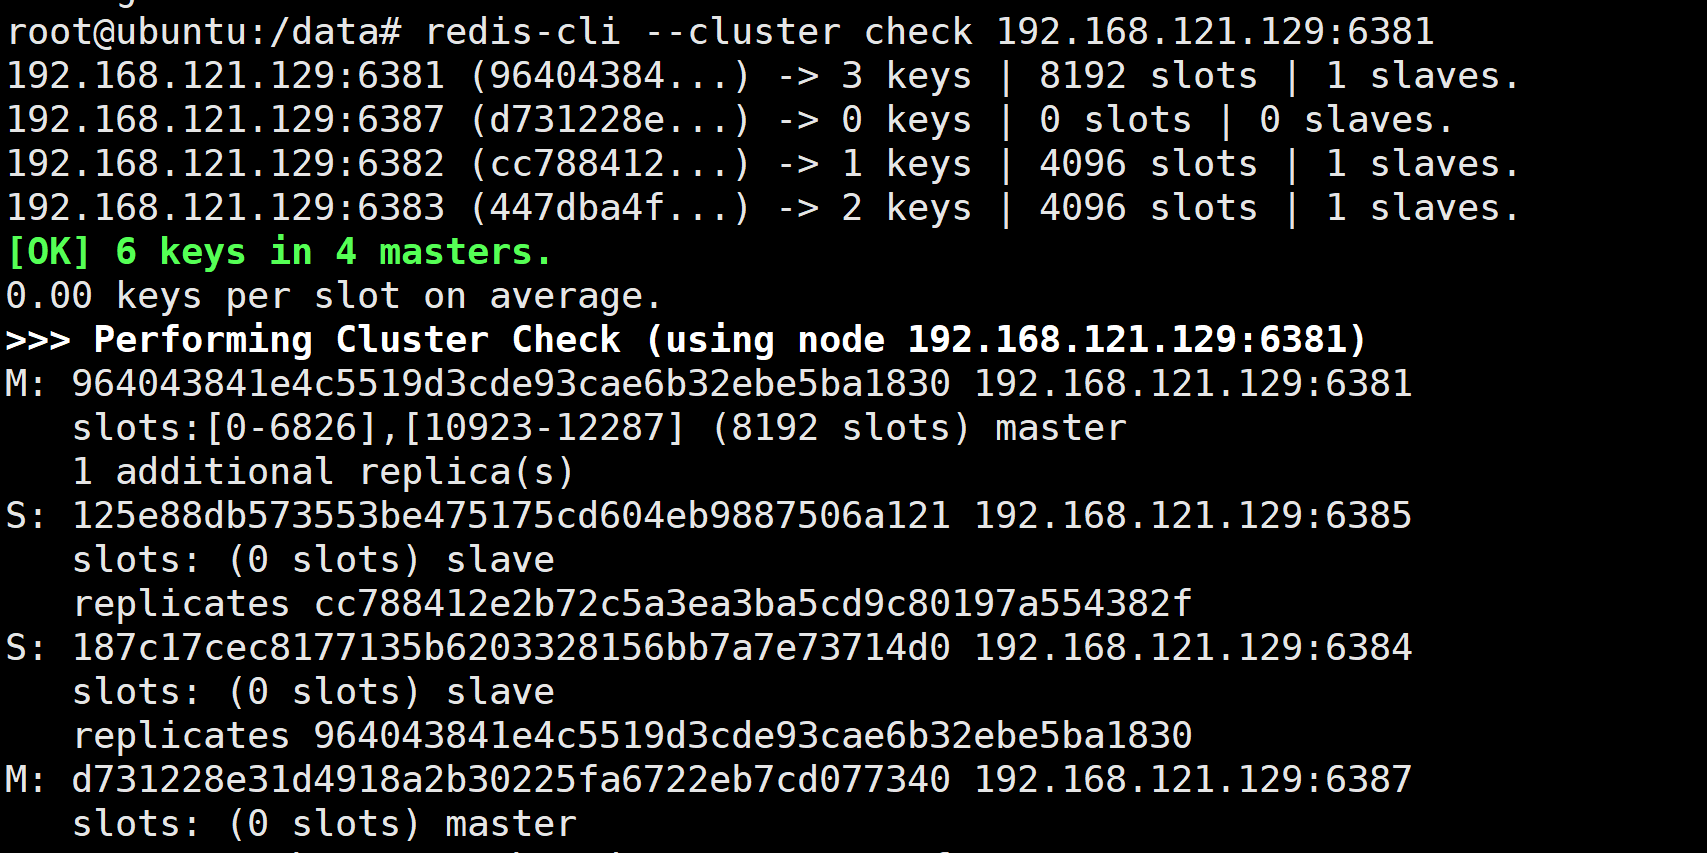 root@ubuntu:/data# redis-cli --cluster check 192.168.121.129:6381
192.168.121.129:6381 (96404384...) -> 3 keys | 8192 slots | 1 slaves.
192.168.121.129:6387 (d731228e...) -> 0 keys | 0 slots | 0 slaves.
192.168.121.129:6382 (cc788412...) -> 1 keys | 4096 slots | 1 slaves.
192.168.121.129:6383 (447dba4f...) -> 2 keys | 4096 slots | 1 slaves.
[OK] 6 keys in 4 masters.
0.00 keys per slot on average.
>>> Performing Cluster Check (using node 192.168.121.129:6381)
M: 964043841e4c5519d3cde93cae6b32ebe5ba1830 192.168.121.129:6381
   slots:[0-6826],[10923-12287] (8192 slots) master
   1 additional replica(s)
S: 125e88db573553be475175cd604eb9887506a121 192.168.121.129:6385
   slots: (0 slots) slave
   replicates cc788412e2b72c5a3ea3ba5cd9c80197a554382f
S: 187c17cec8177135b6203328156bb7a7e73714d0 192.168.121.129:6384
   slots: (0 slots) slave
   replicates 964043841e4c5519d3cde93cae6b32ebe5ba1830
M: d731228e31d4918a2b30225fa6722eb7cd077340 192.168.121.129:6387
   slots: (0 slots) master